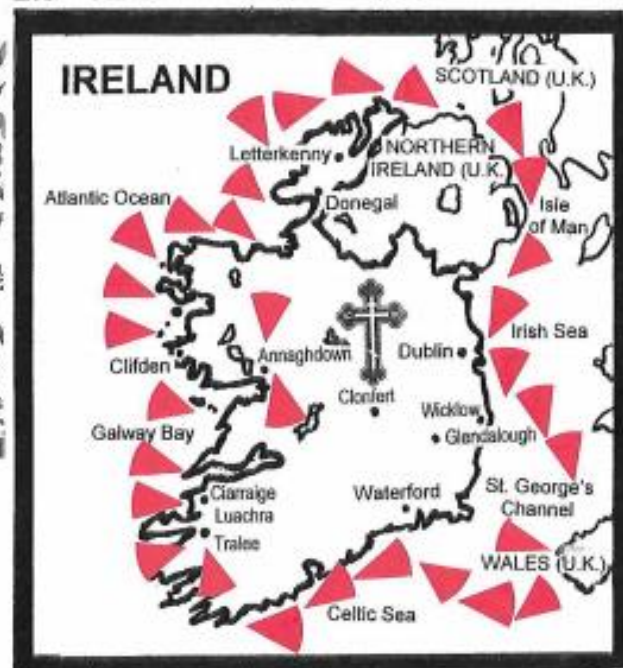 IRELAND
SCOTLAND (U.K.)
Letterkenny
NORTHERN
IRELAND (U.K.)
Atlantic Ocean
Donegal
Isle
of Man
Irish Sea
Annaghdown
Dublin
Clifden
Clonfert
Wicklow
Galway Bay
Glendalough
Ciarraige
Luachra
Waterford
St. George's
Channel
Tralee
WALES (U.K.)
Celtic Sea